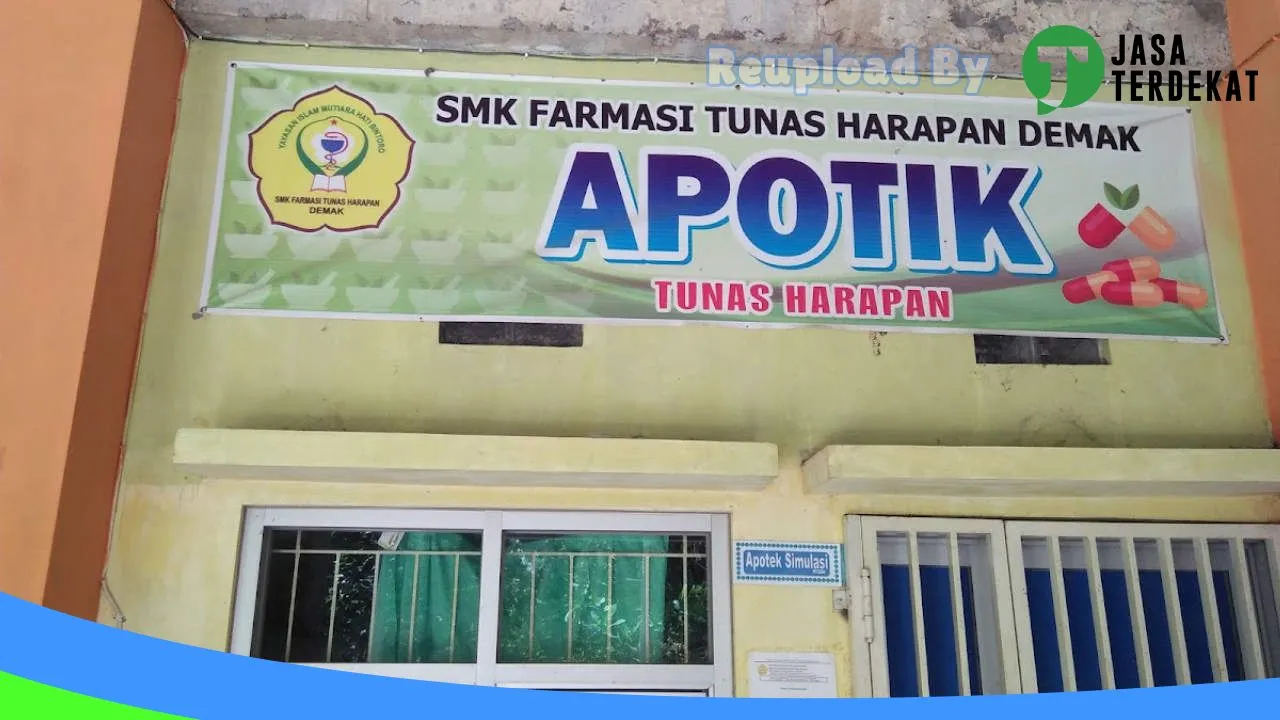 Reupload By
JASA
TERDEKAT
SMK FARMASI TUNAS HARAPAN DEMAK
APOTIK
TUNAS HARAPAN
YAYASAN ISLAM MUTIARA HATI BINTORO
SMK FARMASI TUNAS HARAPAN
DEMAK
Apotek Simulasi